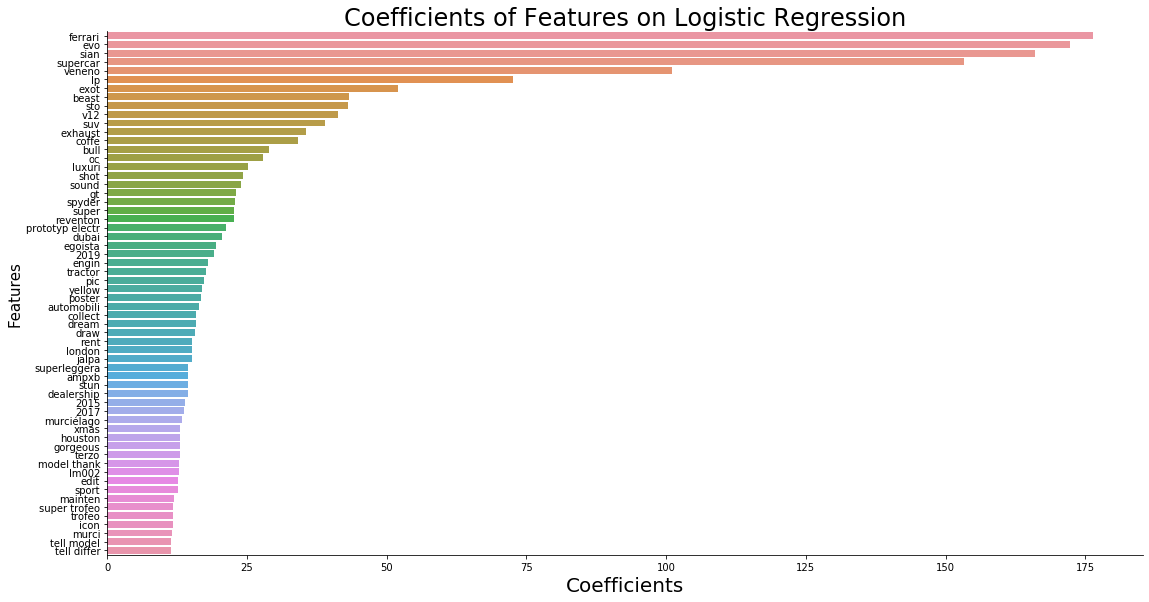 Coefficients of Features on Logistic Regression
ferrari
evo
sian
supercar
veneno
lp
exot
beast
sto
v12
suv
exhaust
coffe
bull
oc
luxuri
shot
sound
gt
spyder
super
reventon
prototyp electr
dubai
egoista
2019
engin
tractor
pic
yellow
poster
automobili
collect
dream
draw
rent
london
jalpa
superleggera
ampxb
stun
dealership
2015
2017
murciélago
xmas
houston
gorgeous
terzo
model thank
lm002
edit
sport
mainten
super trofeo
trofeo
icon
murci
tell model
tell differ
Features
0 25 50 75 100 125 150 175
Coefficients